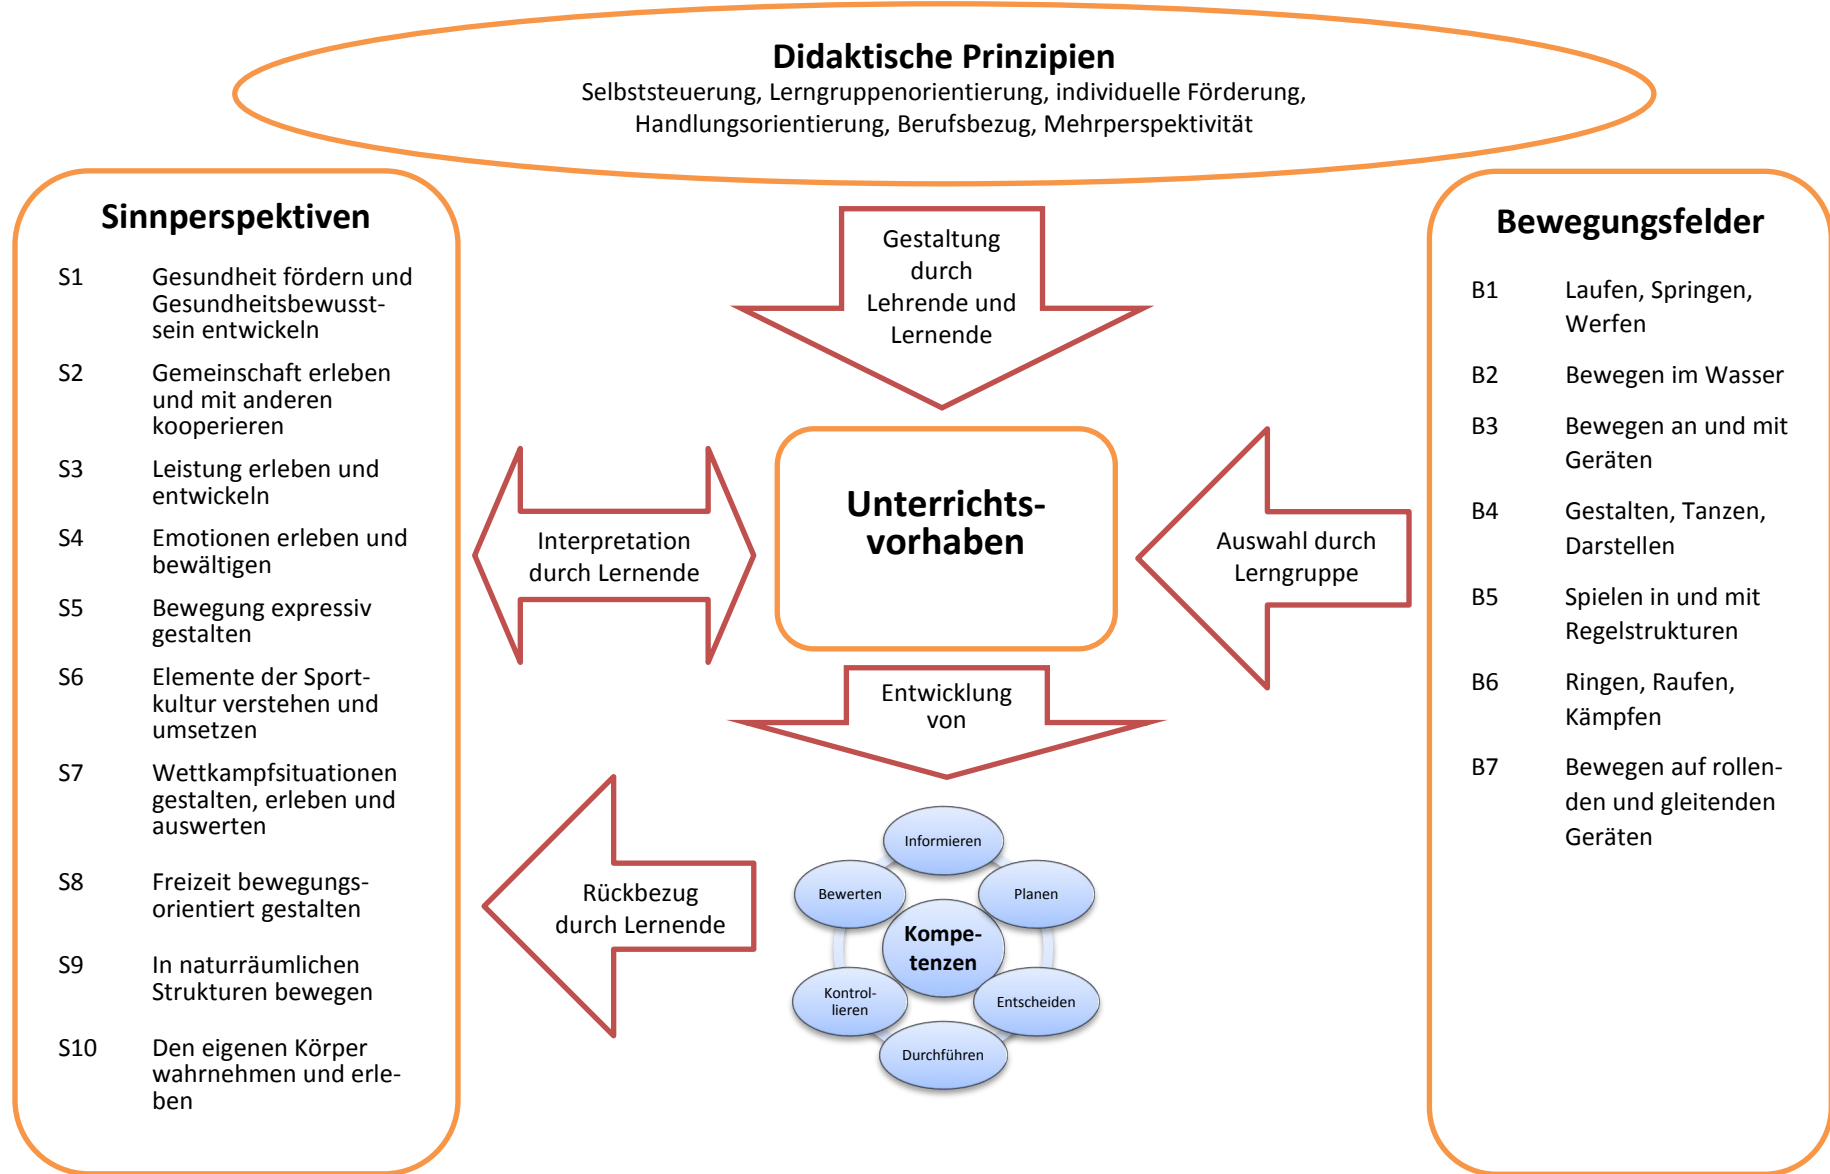 Didaktische Prinzipien
Selbststeuerung, Lerngruppenorientierung, individuelle Förderung,
Handlungsorientierung, Berufsbezug, Mehrperspektivität
Sinnperspektiven
S1 Gesundheit fördern und
Gesundheitsbewusst-
sein entwickeln
S2 Gemeinschaft erleben
und mit anderen
kooperieren
S3 Leistung erleben und
entwickeln
S4 Emotionen erleben und
bewältigen
S5 Bewegung expressiv
gestalten
S6 Elemente der Sport-
kultur verstehen und
umsetzen
S7 Wettkampfsituationen
gestalten, erleben und
auswerten
S8 Freizeit bewegungs-
orientiert gestalten
S9 In naturräumlichen
Strukturen bewegen
S10 Den eigenen Körper
wahrnehmen und erle-
ben
Gestaltung
durch
Lehrende und
Lernende
Interpretation
durch Lernende
Unterrichts-
vorhaben
Auswahl durch
Lerngruppe
Entwicklung
von
Rückbezug
durch Lernende
Informieren
Bewerten
Planen
Kompe-
tenzen
Kontrol-
lieren
Entscheiden
Durchführen
Bewegungsfelder
B1 Laufen, Springen,
Werfen
B2 Bewegen im Wasser
B3 Bewegen an und mit
Geräten
B4 Gestalten, Tanzen,
Darstellen
B5 Spielen in und mit
Regelstrukturen
B6 Ringen, Raufen,
Kämpfen
B7 Bewegen auf rollen-
den und gleitenden
Geräten